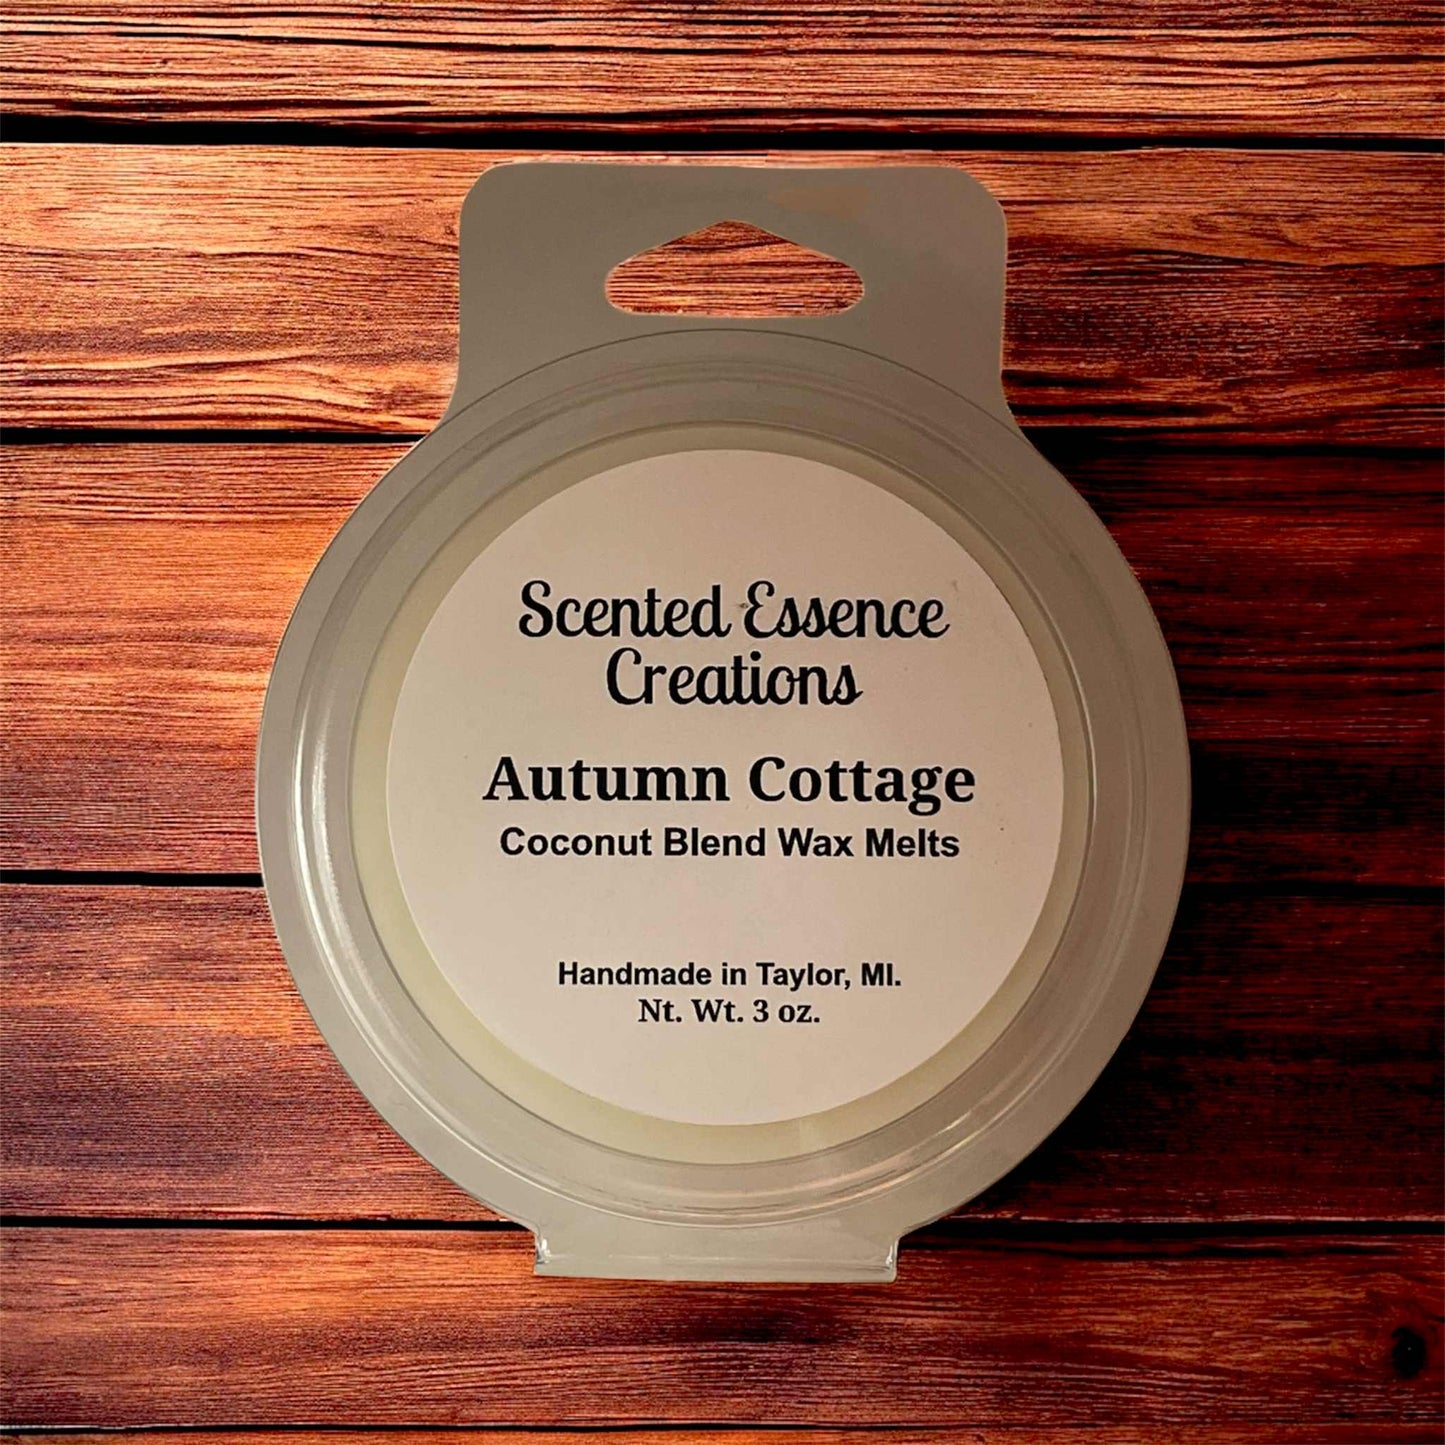 Scented Essence
Creations
Autumn Cottage
Coconut Blend Wax Melts
Handmade in Taylor, MI.
Nt. Wt. 3 oz.